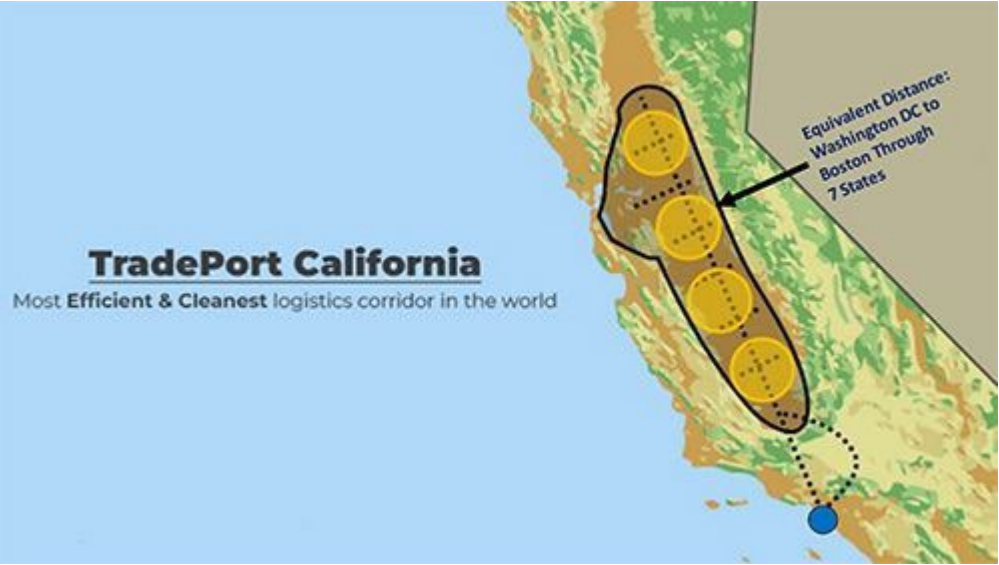 TradePort California
Most Efficient & Cleanest logistics corridor in the world
Equivalent Distance:
Washington DC to
Boston Through
7 States